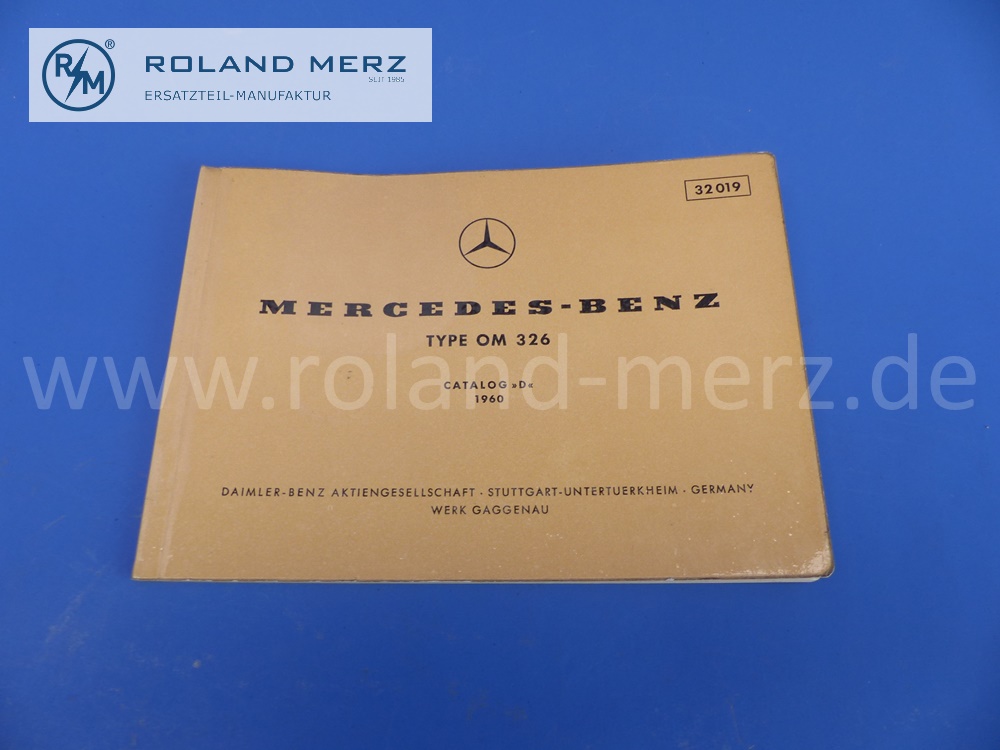 RM®
ROLAND MERZ
SEIT 1985
ERSATZTEIL-MANUFAKTUR
32019
MERCEDES-BENZ
TYPE OM 326
www.roland-merz.de
CATALOG »D«
1960
DAIMLER-BENZ AKTIENGESELLSCHAFT · STUTTGART-UNTERTUERKHEIM · GERMANY
WERK GAGGENAU